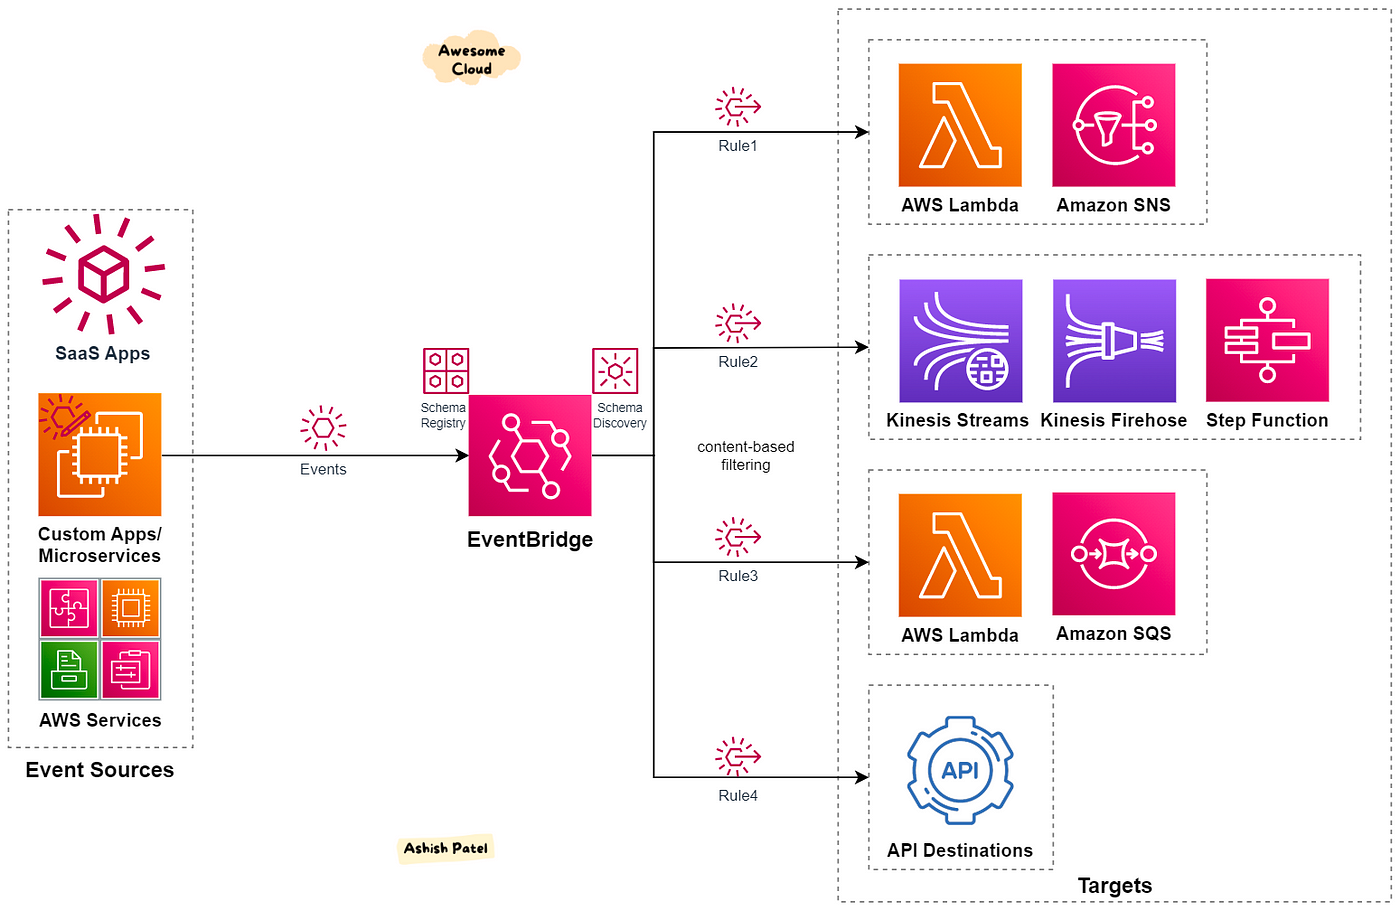 Awesome
Cloud
SaaS Apps
Custom Apps/
Microservices
AWS Services
Event Sources
Events
Schema
Registry
Schema
Discovery
EventBridge
content-based
filtering
Rule1
Rule2
Rule3
Rule4
AWS Lambda
Amazon SNS
Kinesis Streams
Kinesis Firehose
Step Function
AWS Lambda
Amazon SQS
API
API Destinations
Targets
Ashish Patel